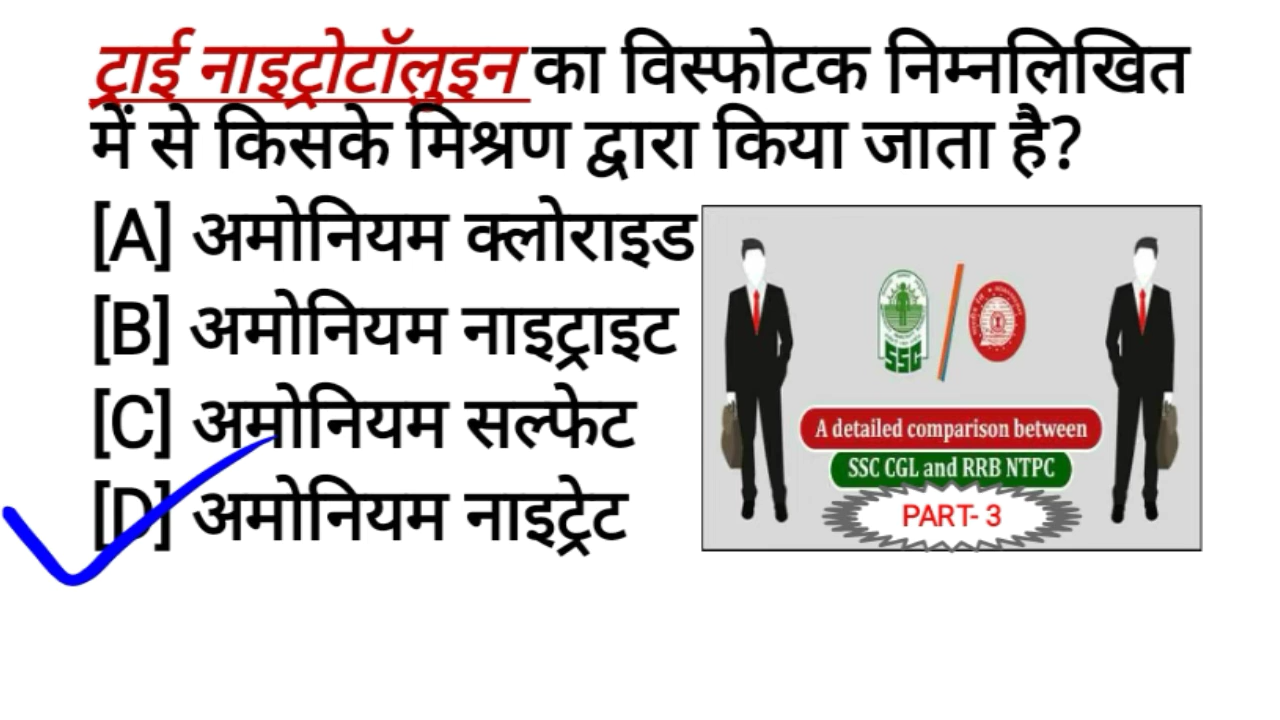 ट्राई नाइट्रोटॉलुइन का विस्फोटक निम्नलिखित
में से किसके मिश्रण द्वारा किया जाता है?
[A] अमोनियम क्लोराइड
[B] अमोनियम नाइट्राइट
[C] अमोनियम सल्फेट
[D] अमोनियम नाइट्रेट
SSC
A detailed comparison between
SSC CGL and RRB NTPC
PART- 3